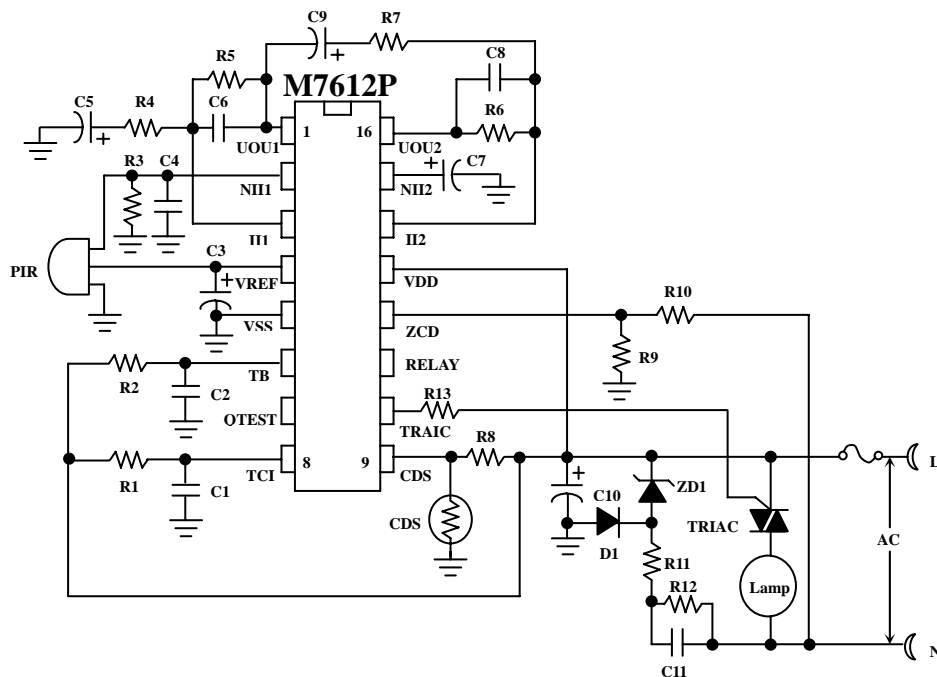 C9
R7
R5
C8
M7612P
C5
R4
C6
R6
1
16
UOU1
UOU2
R3
C4
C7
NII1
NII2
II1
II2
PIR
C3
VREF
VDD
R10
VSS
ZCD
R9
R2
TB
RELAY
C2
R13
OTEST
TRAIC
R8
R1
8
9
TCI
CDS
C1
C10
ZD1
L
CDS
TRIAC
AC
D1
R11
R12
Lamp
C11
N